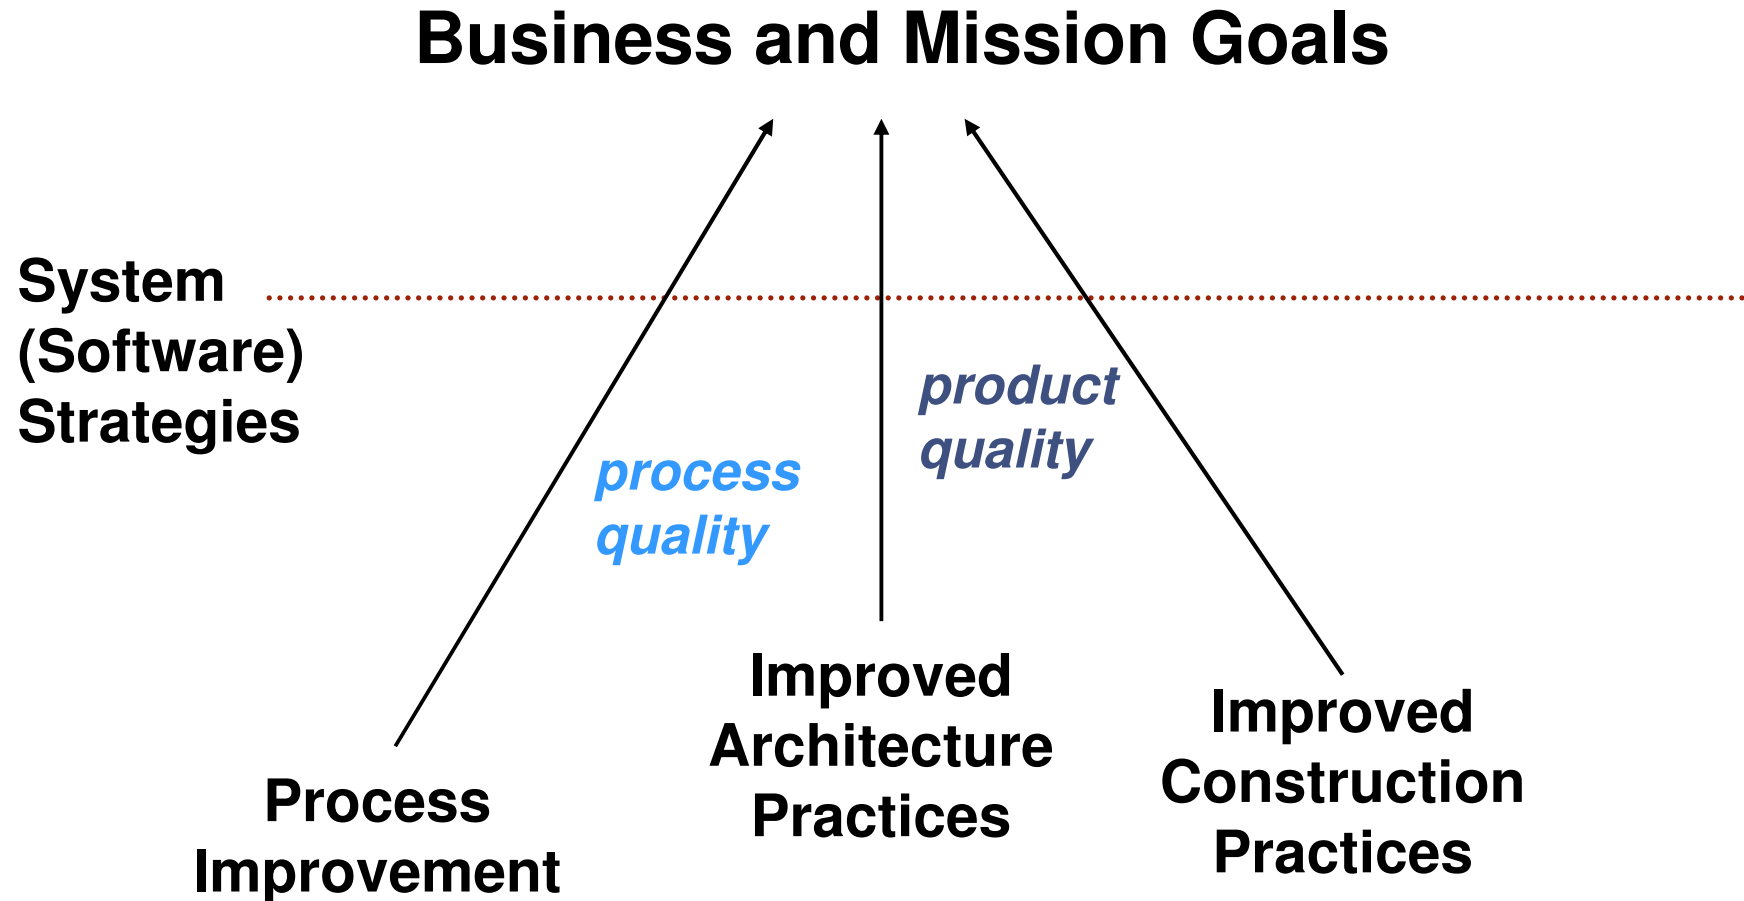 Business and Mission Goals
System
(Software)
Strategies
product
quality
process
quality
Improved
Architecture
Practices
Improved
Construction
Practices
Process
Improvement